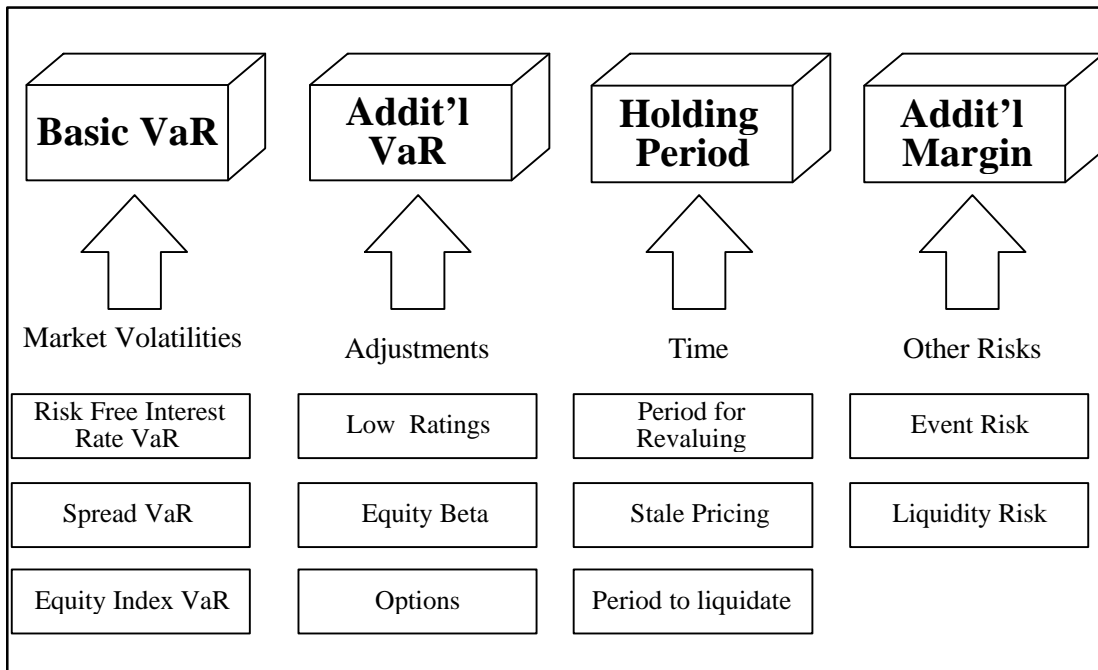 Basic VaR
Addit’l
VaR
Holding
Period
Addit’l
Margin
Market Volatilities
Adjustments
Time
Other Risks
Risk Free Interest
Rate VaR
Low Ratings
Period for
Revaluing
Event Risk
Spread VaR
Equity Beta
Stale Pricing
Liquidity Risk
Equity Index VaR
Options
Period to liquidate